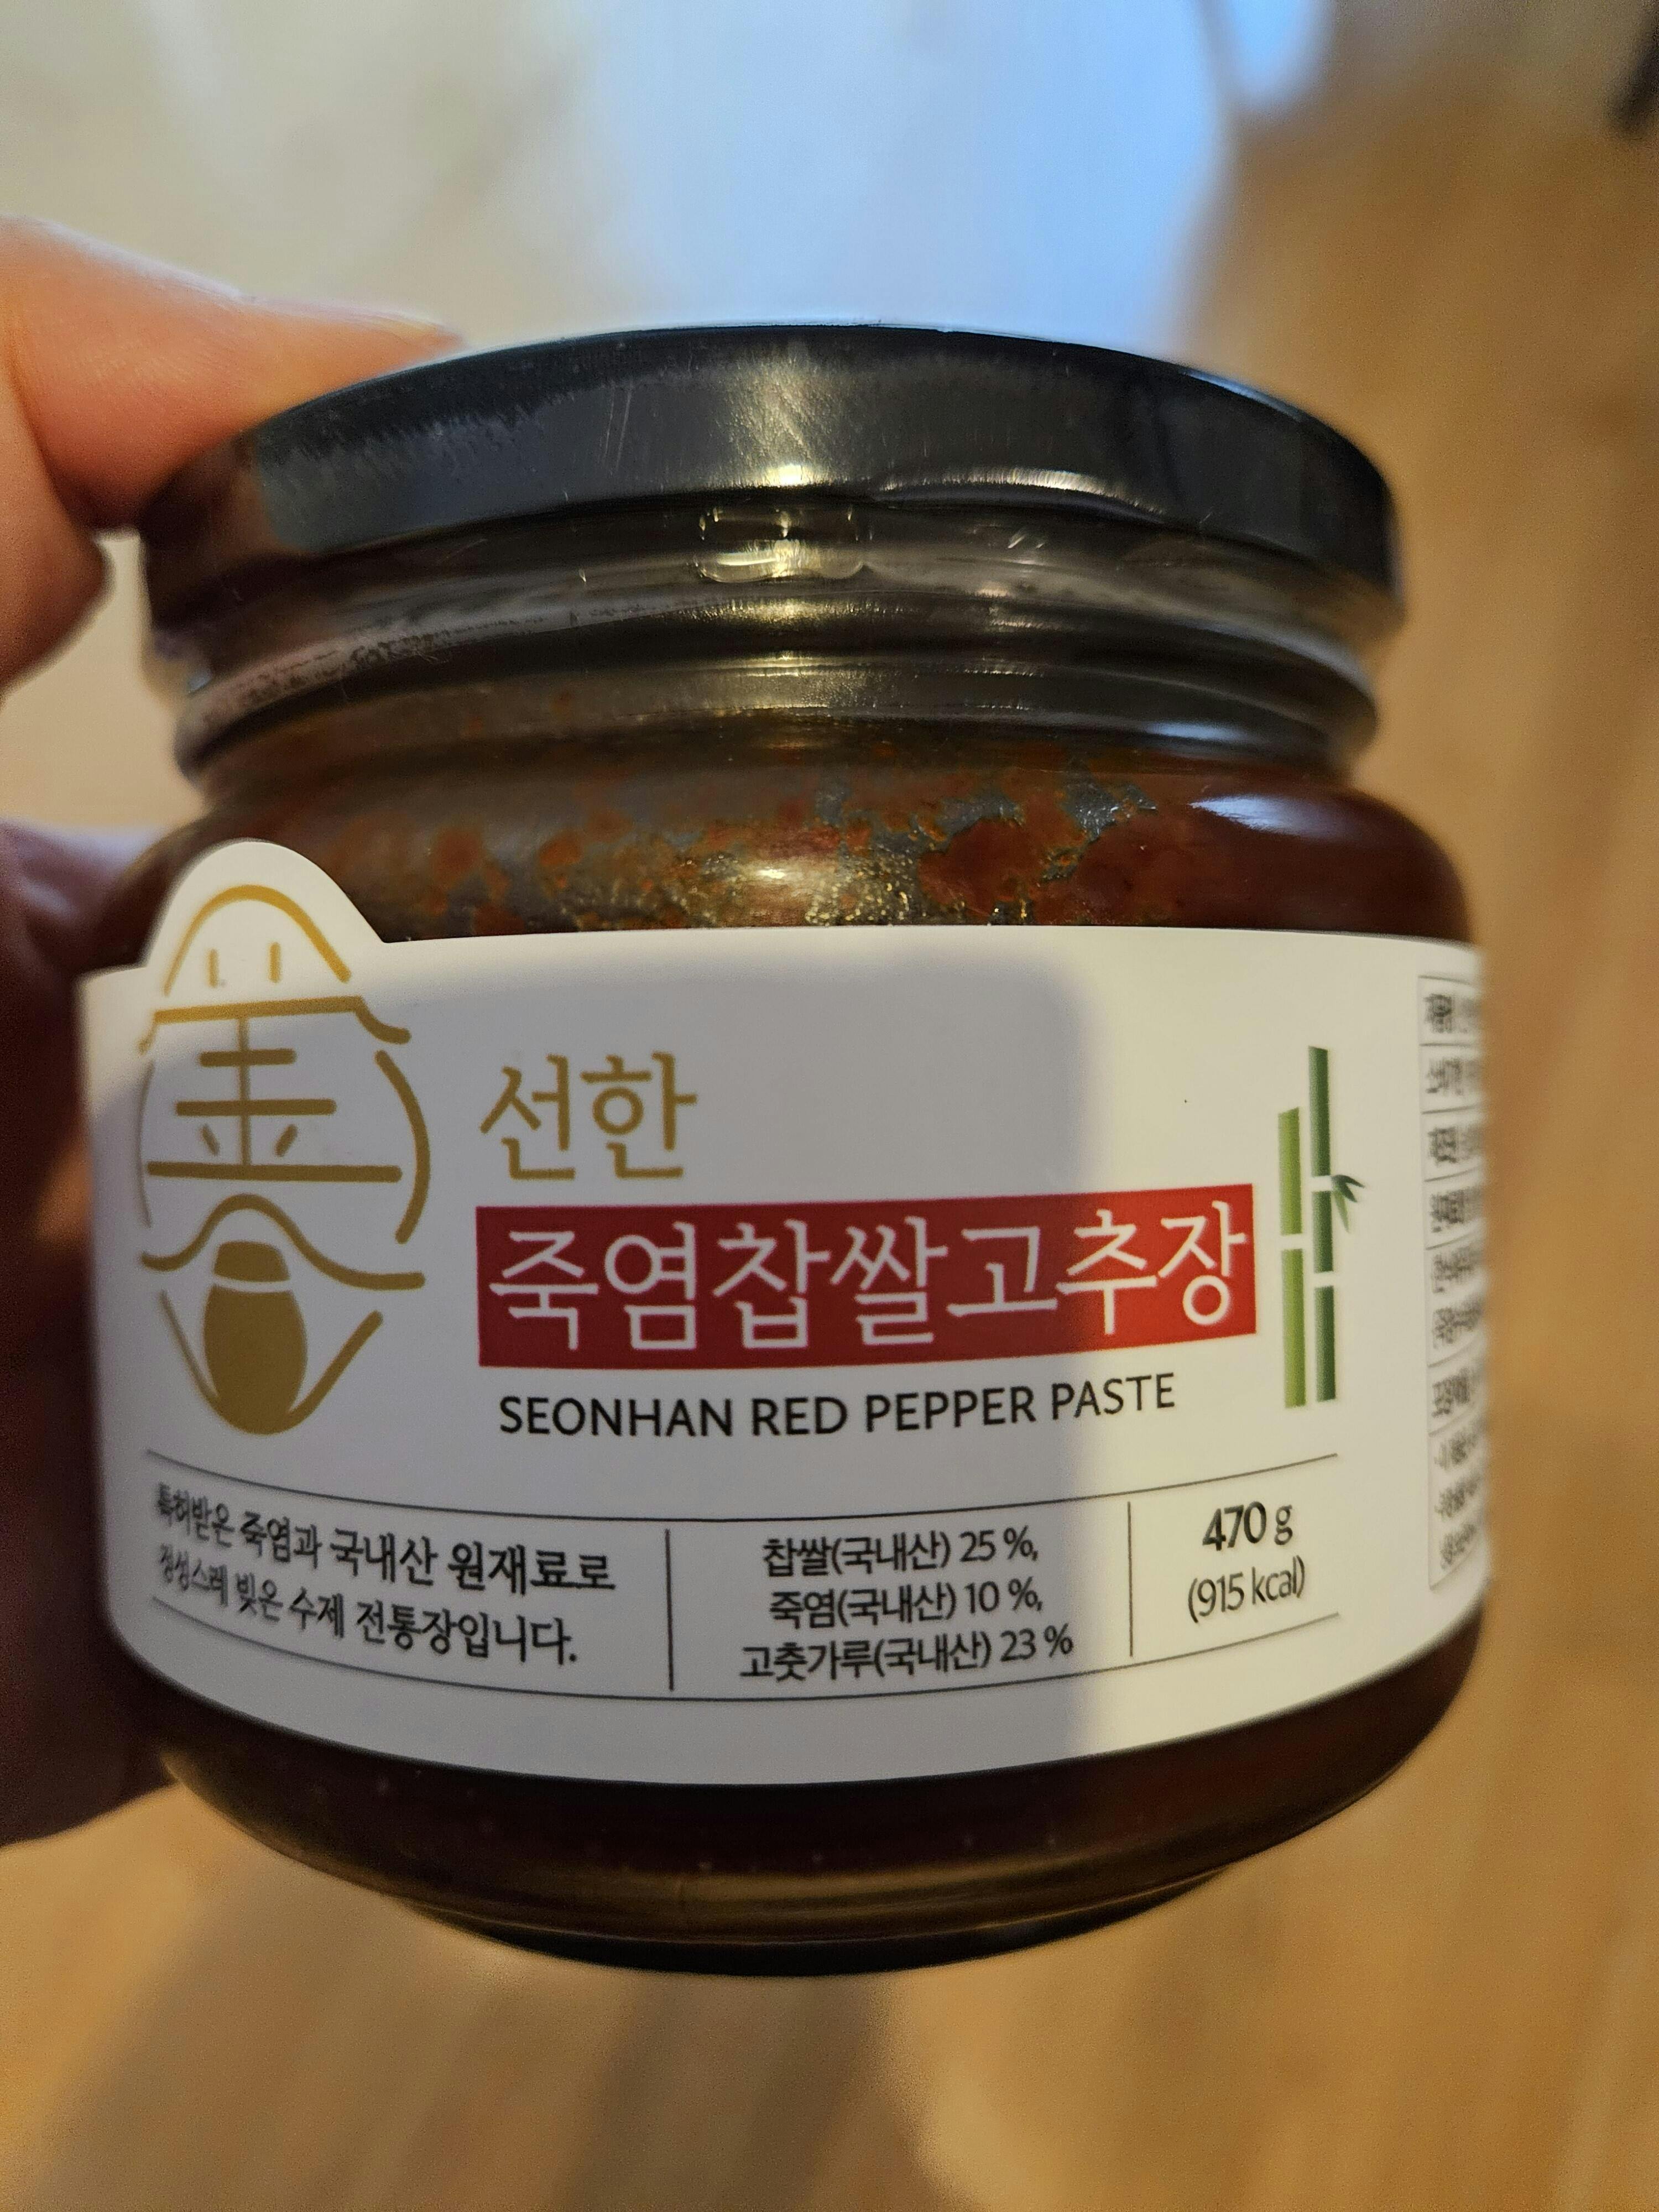 선한
죽염찹쌀고추장
SEONHAN RED PEPPER PASTE
특허받은 죽염과 국내산 원재료로
정성스레 빚은 수제 전통장입니다.
찹쌀(국내산) 25 %,
죽염(국내산) 10 %,
고춧가루(국내산) 23 %
470 g
(915 kcal)